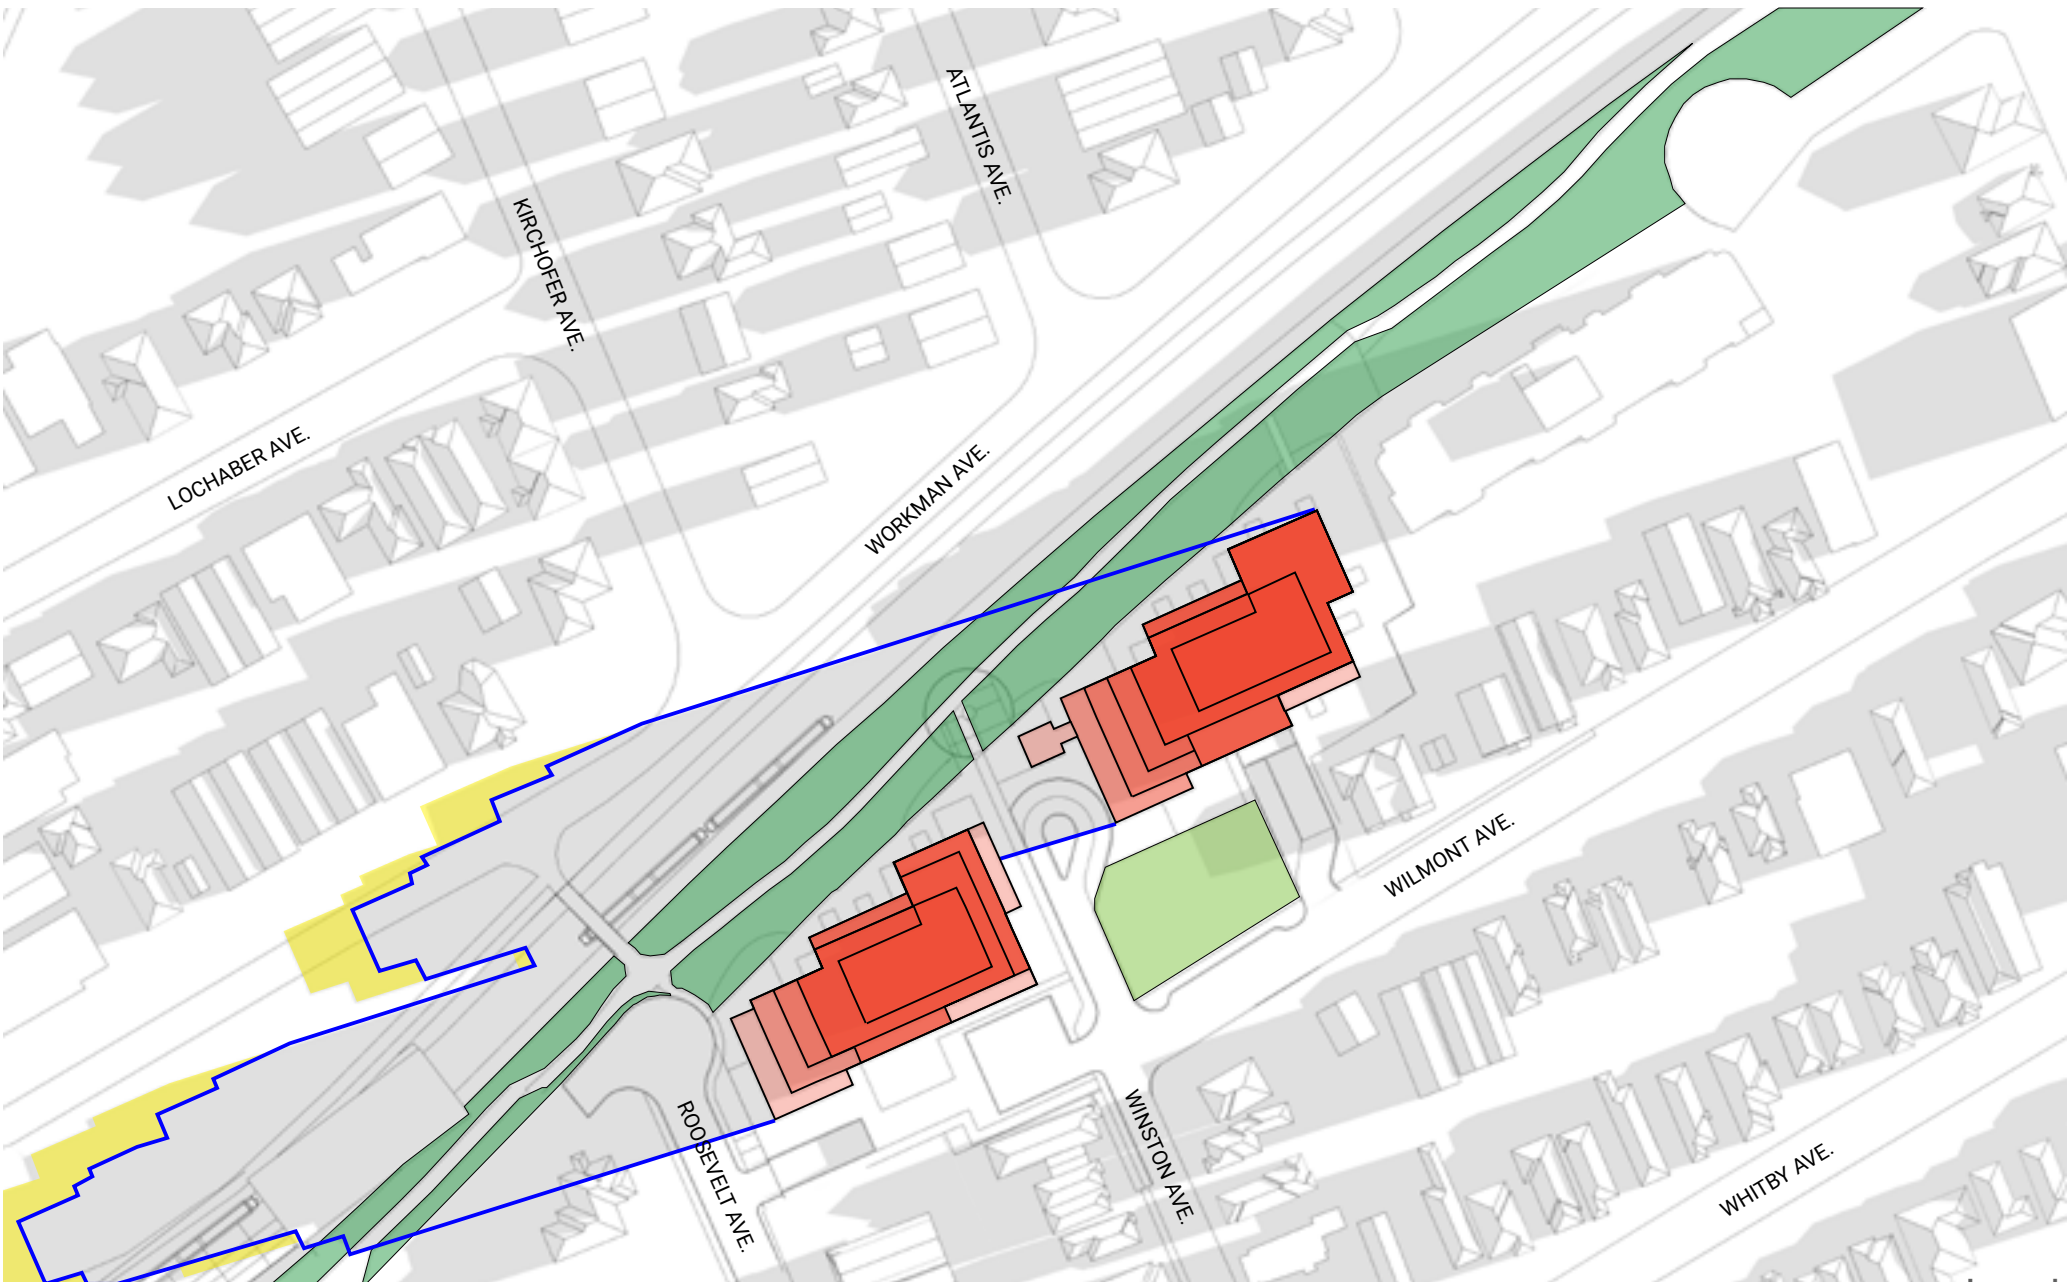 ATLANTIS AVE.
KIRCHOFER AVE.
LOCHABER AVE.
WORKMAN AVE.
WILMONT AVE.
ROOSEVELT AVE.
WINSTON AVE.
WHITBY AVE.